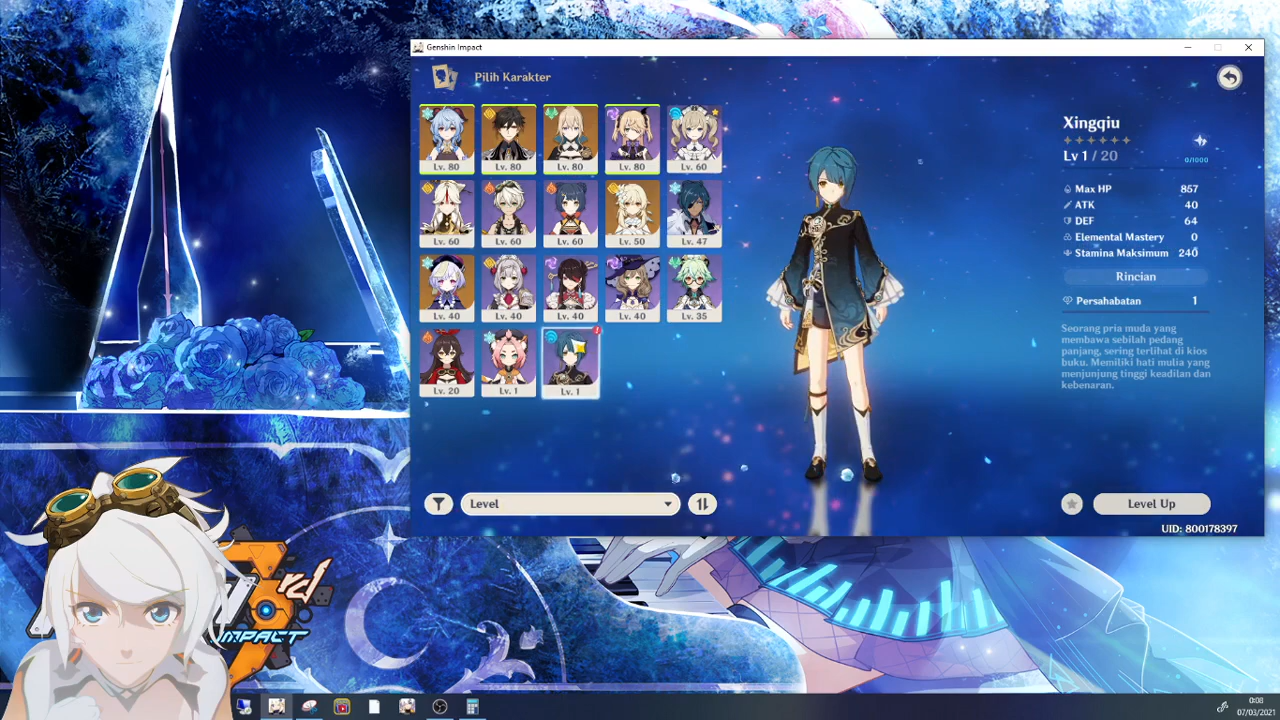 Genshin Impact
Pilih Karakter
Lv. 80
Lv. 80
Lv. 80
Lv. 80
Lv. 60
Lv. 60
Lv. 60
Lv. 60
Lv. 50
Lv. 47
Lv. 40
Lv. 40
Lv. 40
Lv. 40
Lv. 35
Lv. 20
Lv. 1
Lv. 1
Level
Xingqiu
Lv 1 / 20
0/1000
Max HP 857
ATK 40
DEF 64
Elemental Mastery 0
Stamina Maksimum 240
Rincian
Persahabatan 1
Seorang pria muda yang
membawa sebilah pedang
panjang, sering terlihat di kios
buku. Memiliki hati mulia yang
menjunjung tinggi keadilan dan
kebenaran.
Level Up
UID: 800178397
3rd
IMPACT
0:08
07/03/2021